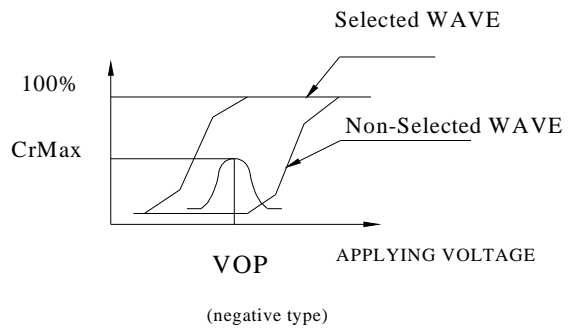 Selected WAVE
100%
Non-Selected WAVE
CrMax
VOP
APPLYING VOLTAGE
(negative type)